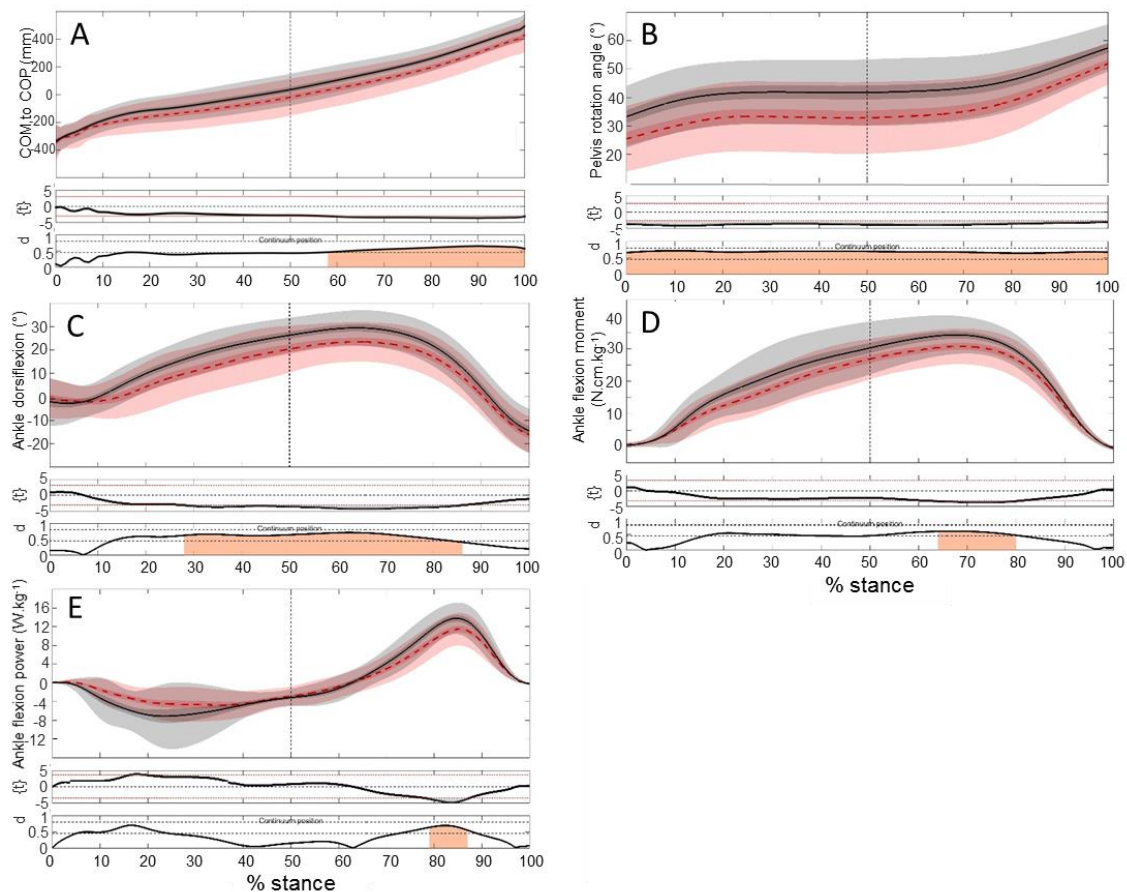 A
COM to COP (mm)
400
200
0
-200
-400
{t}
5
0
-5
d
1
0.5
0
Continuum position
0 10 20 30 40 50 60 70 80 90 100
B
Pelvis rotation angle (°)
60
50
40
30
20
{t}
5
0
-5
d
1
0.5
0
Continuum position
0 10 20 30 40 50 60 70 80 90 100
C
Ankle dorsiflexion (°)
30
20
10
0
-10
-20
{t}
5
0
-5
d
1
0.5
0
Continuum position
0 10 20 30 40 50 60 70 80 90 100
D
Ankle flexion moment
(N.cm.kg-1)
40
30
20
10
0
{t}
5
0
-5
d
1
0.5
0
Continuum position
0 10 20 30 40 50 60 70 80 90 100
% stance
E
Ankle flexion power (W.kg-1)
16
12
8
4
0
-4
-8
-12
{t}
5
0
-5
d
1
0.5
0
Continuum position
0 10 20 30 40 50 60 70 80 90 100
% stance